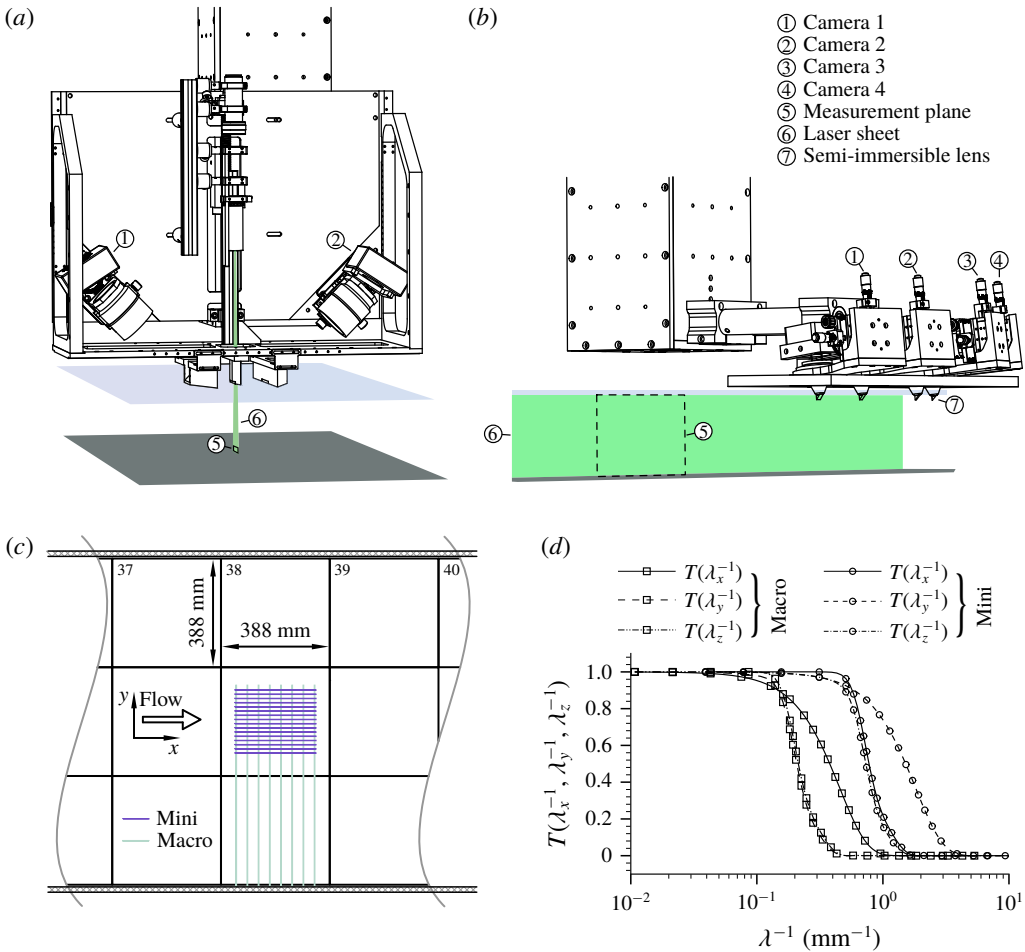 (a)
(b)
① Camera 1
② Camera 2
③ Camera 3
④ Camera 4
⑤ Measurement plane
⑥ Laser sheet
⑦ Semi-immersible lens
①
②
⑥
⑤
①
②
③
④
⑦
⑥
⑤
(c)
37
38
39
40
388 mm
388 mm
y
Flow
x
Mini
Macro
(d)
T(λx⁻¹)
T(λy⁻¹)
T(λz⁻¹)
Macro
T(λx⁻¹)
T(λy⁻¹)
T(λz⁻¹)
Mini
T(λx⁻¹, λy⁻¹, λz⁻¹)
1.0
0.8
0.6
0.4
0.2
0
10⁻²
10⁻¹
10⁰
10¹
λ⁻¹ (mm⁻¹)